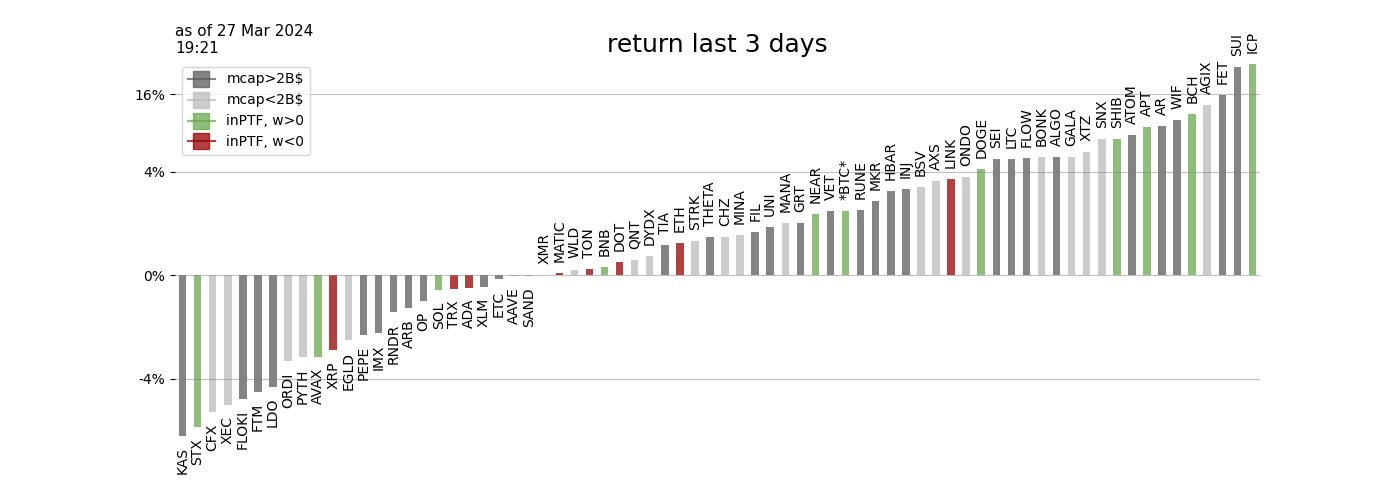 as of 27 Mar 2024
19:21
return last 3 days
mcap>2B$
mcap<2B$
inPTF, w>0
inPTF, w<0
16%
4%
0%
-4%
KAS
STX
CFX
XEC
FLOKI
FTM
LDO
ORDI
PYTH
AVAX
XRP
EGLD
PEPE
IMX
RNDR
ARB
OP
SOL
TRX
ADA
XLM
ETC
AAVE
SAND
XMR
MATIC
WLD
TON
BNB
DOT
QNT
DYDX
TIA
ETH
STRK
THETA
CHZ
MINA
FIL
UNI
MANA
GRT
NEAR
VET
*BTC*
RUNE
MKR
HBAR
INJ
BSV
AXS
LINK
ONDO
DOGE
SEI
LTC
FLOW
BONK
ALGO
GALA
XTZ
SNX
SHIB
ATOM
APT
AR
WIF
BCH
AGIX
FET
SUI
ICP